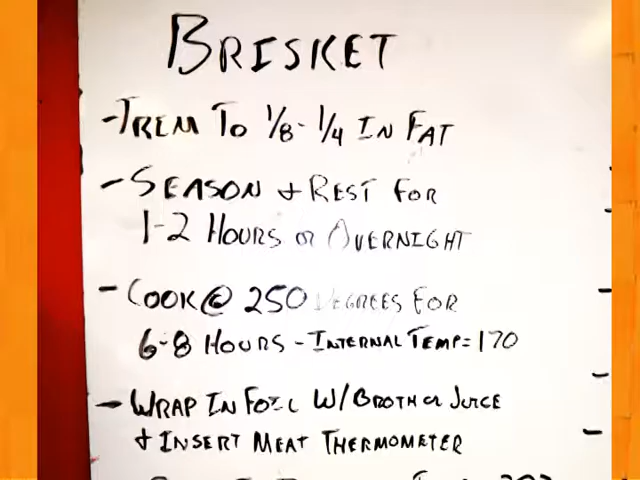 BRISKET
-TRIM TO 1/8-1/4 IN FAT
-SEASON + REST FOR
1-2 HOURS OR OVERNIGHT
- COOK @ 250 DEGREES FOR
6-8 HOURS - INTERNAL TEMP= 170
- WRAP IN FOIL W/BROTH OR JUICE
+ INSERT MEAT THERMOMETER